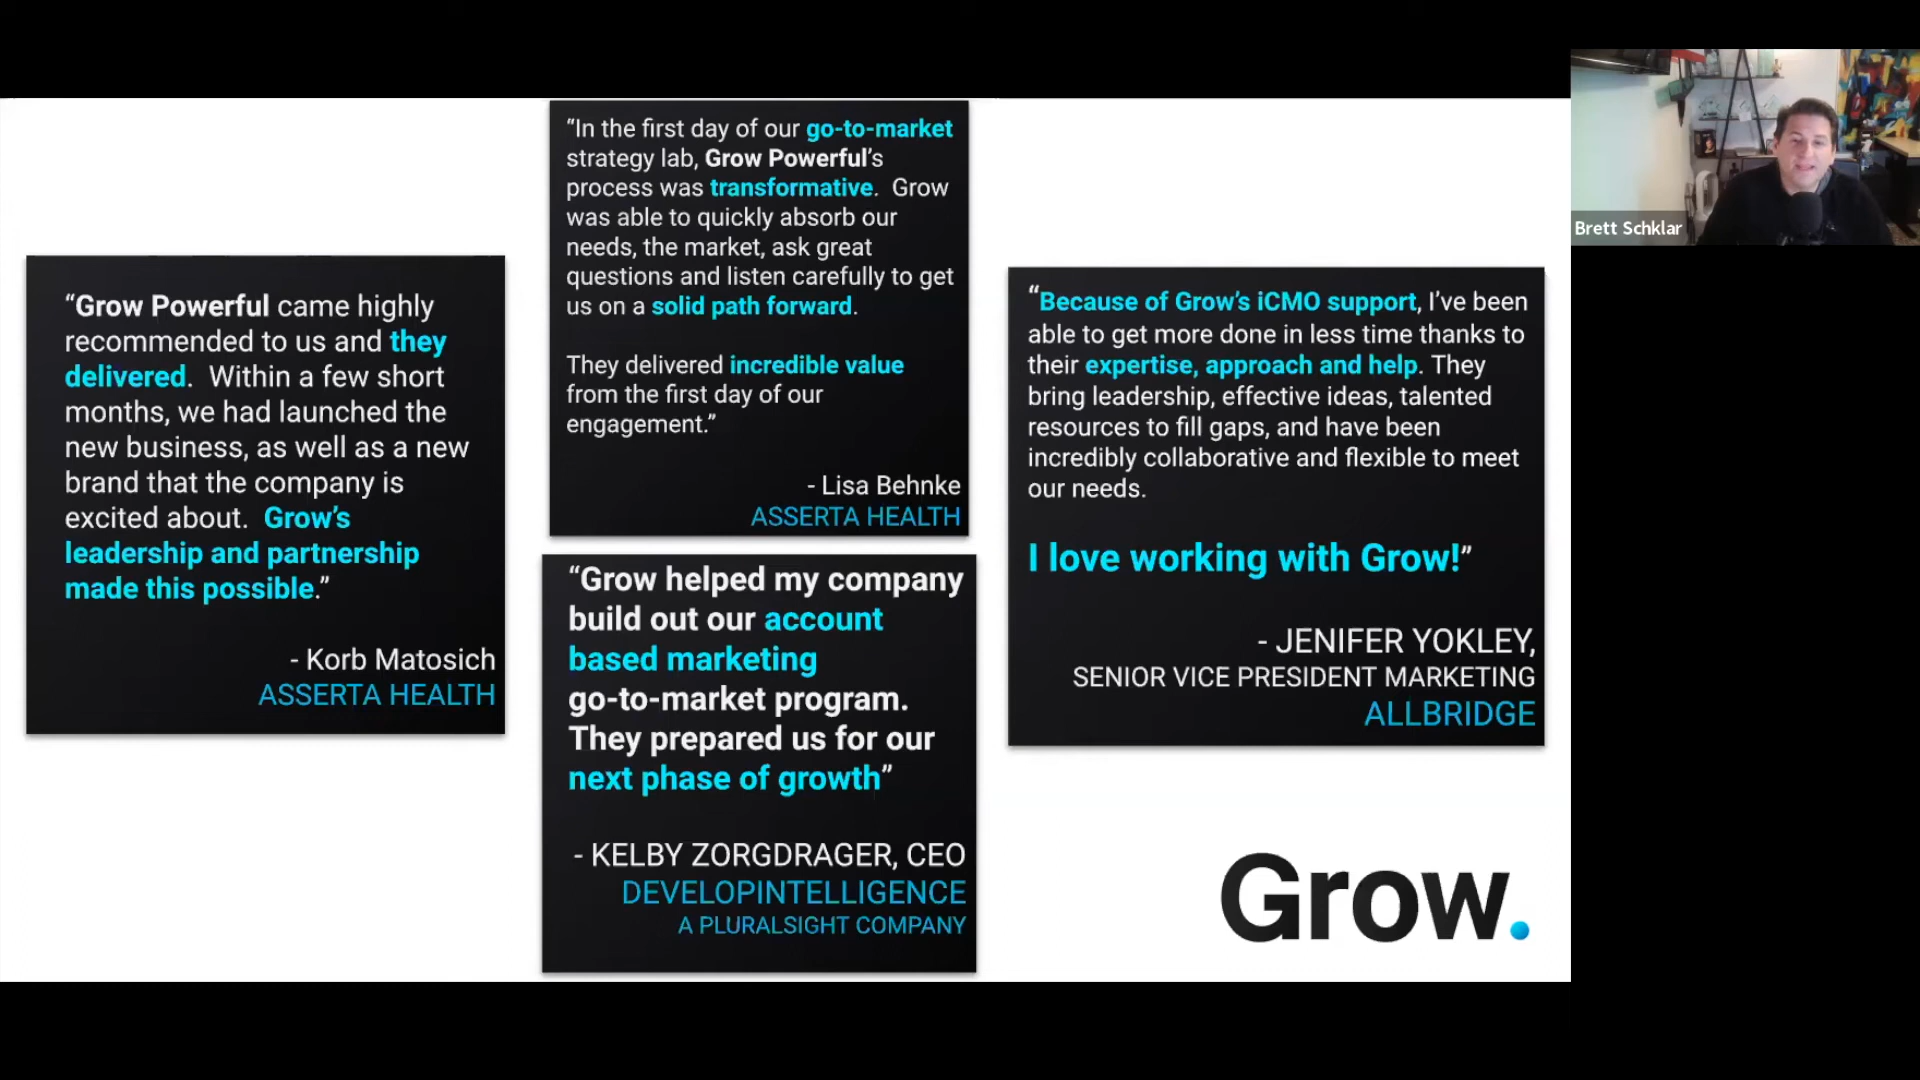 “Grow Powerful came highly
recommended to us and they
delivered.  Within a few short
months, we had launched the
new business, as well as a new
brand that the company is
excited about.  Grow’s
leadership and partnership
made this possible.”
- Korb Matosich
ASSERTA HEALTH
“In the first day of our go-to-market
strategy lab, Grow Powerful’s
process was transformative.  Grow
was able to quickly absorb our
needs, the market, ask great
questions and listen carefully to get
us on a solid path forward.
They delivered incredible value
from the first day of our
engagement.”
- Lisa Behnke
ASSERTA HEALTH
“Grow helped my company
build out our account
based marketing
go-to-market program.
They prepared us for our
next phase of growth”
- KELBY ZORGDRAGER, CEO
DEVELOPINTELLIGENCE
A PLURALSIGHT COMPANY
“Because of Grow’s iCMO support, I’ve been
able to get more done in less time thanks to
their expertise, approach and help. They
bring leadership, effective ideas, talented
resources to fill gaps, and have been
incredibly collaborative and flexible to meet
our needs.
I love working with Grow!”
- JENIFER YOKLEY,
SENIOR VICE PRESIDENT MARKETING
ALLBRIDGE
Grow.
Brett Schklar